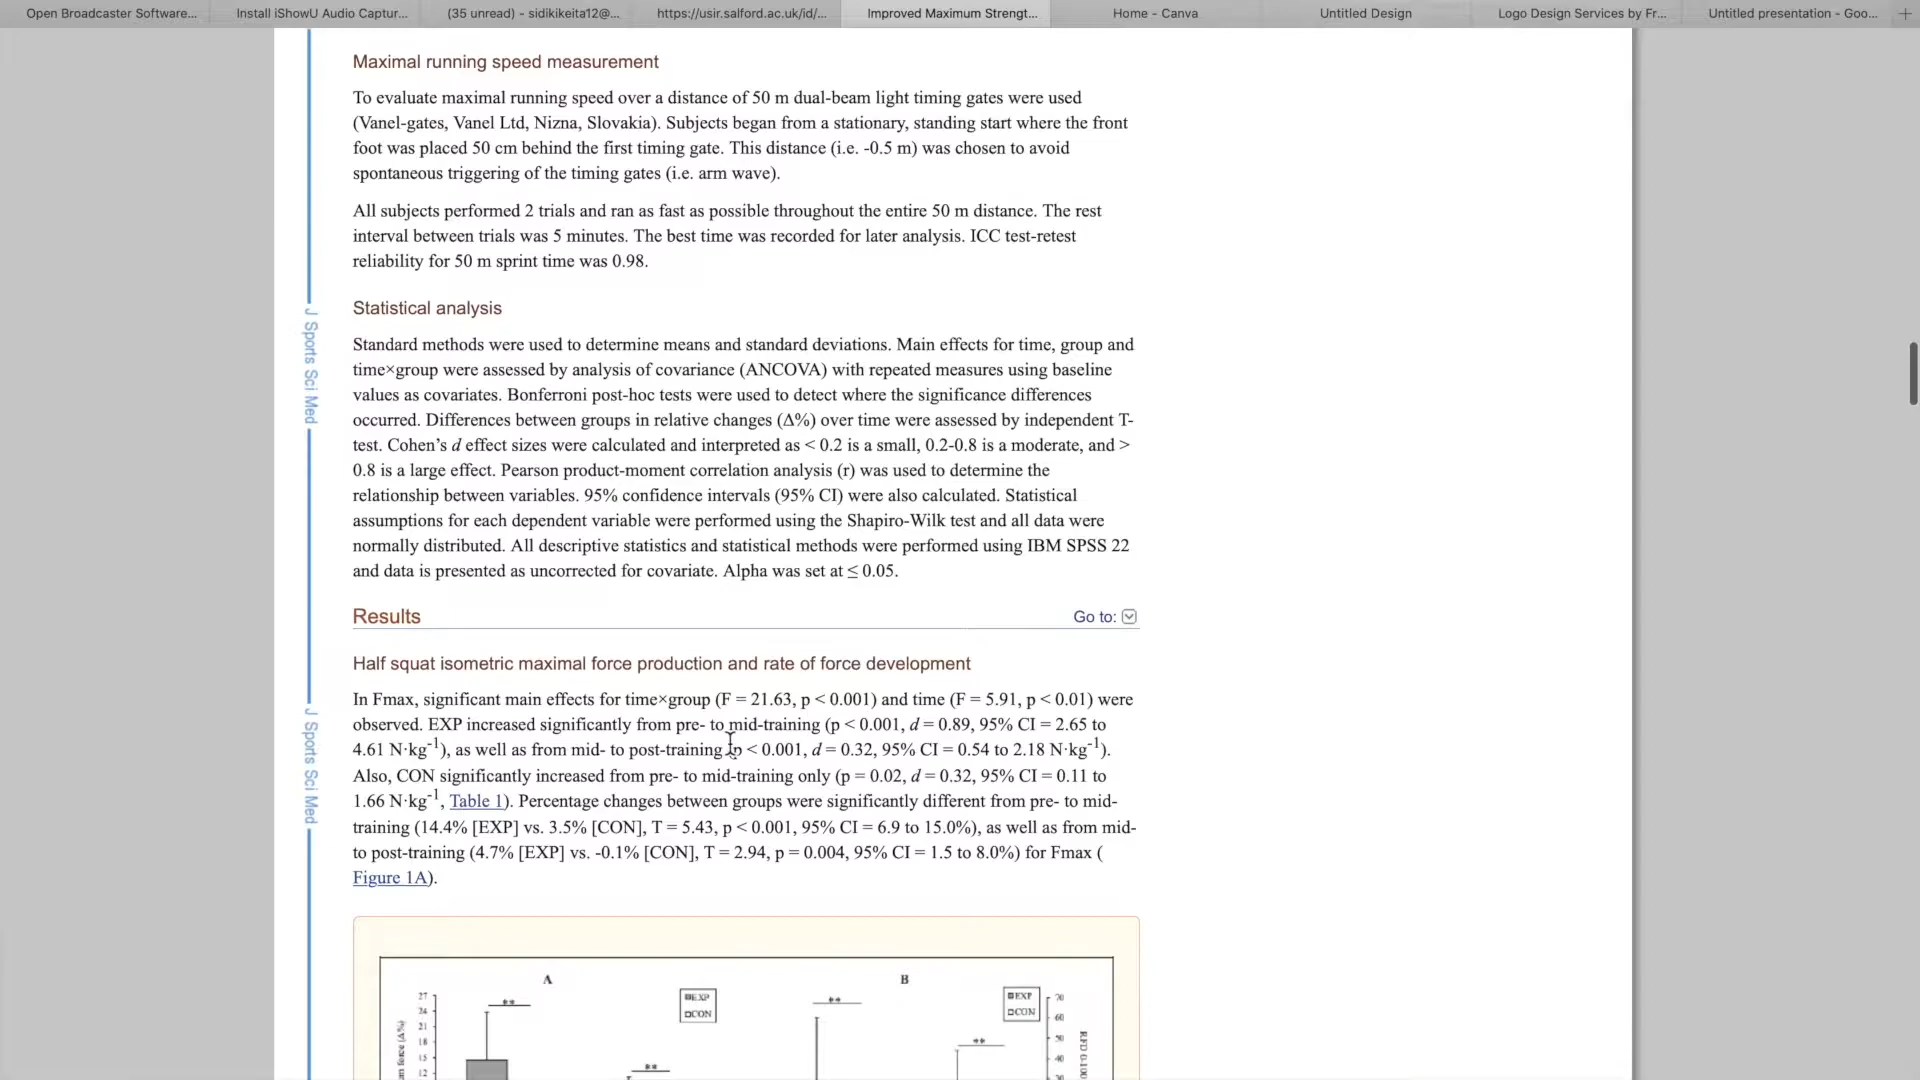 Open Broadcaster Software... Install iShowU Audio Captur... (35 unread) - sidikikeita12@... https://usir.salford.ac.uk/id/... Improved Maximum Strengt... Home - Canva Untitled Design Logo Design Services by Fr... Untitled presentation - Goo...
Maximal running speed measurement
To evaluate maximal running speed over a distance of 50 m dual-beam light timing gates were used
(Vanel-gates, Vanel Ltd, Nizna, Slovakia). Subjects began from a stationary, standing start where the front
foot was placed 50 cm behind the first timing gate. This distance (i.e. -0.5 m) was chosen to avoid
spontaneous triggering of the timing gates (i.e. arm wave).
All subjects performed 2 trials and ran as fast as possible throughout the entire 50 m distance. The rest
interval between trials was 5 minutes. The best time was recorded for later analysis. ICC test-retest
reliability for 50 m sprint time was 0.98.
J Sports Sci Med
Statistical analysis
Standard methods were used to determine means and standard deviations. Main effects for time, group and
time×group were assessed by analysis of covariance (ANCOVA) with repeated measures using baseline
values as covariates. Bonferroni post-hoc tests were used to detect where the significance differences
occurred. Differences between groups in relative changes (Δ%) over time were assessed by independent T-
test. Cohen's d effect sizes were calculated and interpreted as < 0.2 is a small, 0.2-0.8 is a moderate, and >
0.8 is a large effect. Pearson product-moment correlation analysis (r) was used to determine the
relationship between variables. 95% confidence intervals (95% CI) were also calculated. Statistical
assumptions for each dependent variable were performed using the Shapiro-Wilk test and all data were
normally distributed. All descriptive statistics and statistical methods were performed using IBM SPSS 22
and data is presented as uncorrected for covariate. Alpha was set at ≤ 0.05.
Results Go to:
Half squat isometric maximal force production and rate of force development
In Fmax, significant main effects for time×group (F = 21.63, p < 0.001) and time (F = 5.91, p < 0.01) were
observed. EXP increased significantly from pre- to mid-training (p < 0.001, d = 0.89, 95% CI = 2.65 to
4.61 N·kg⁻¹), as well as from mid- to post-training (p < 0.001, d = 0.32, 95% CI = 0.54 to 2.18 N·kg⁻¹).
Also, CON significantly increased from pre- to mid-training only (p = 0.02, d = 0.32, 95% CI = 0.11 to
1.66 N·kg⁻¹, Table 1). Percentage changes between groups were significantly different from pre- to mid-
training (14.4% [EXP] vs. 3.5% [CON], T = 5.43, p < 0.001, 95% CI = 6.9 to 15.0%), as well as from mid-
to post-training (4.7% [EXP] vs. -0.1% [CON], T = 2.94, p = 0.004, 95% CI = 1.5 to 8.0%) for Fmax (
Figure 1A).
J Sports Sci Med
A B
27 ** EXP ** EXP 70
24 CON CON 60
21 50
18 **
15 40
12 **
RFD 0-100